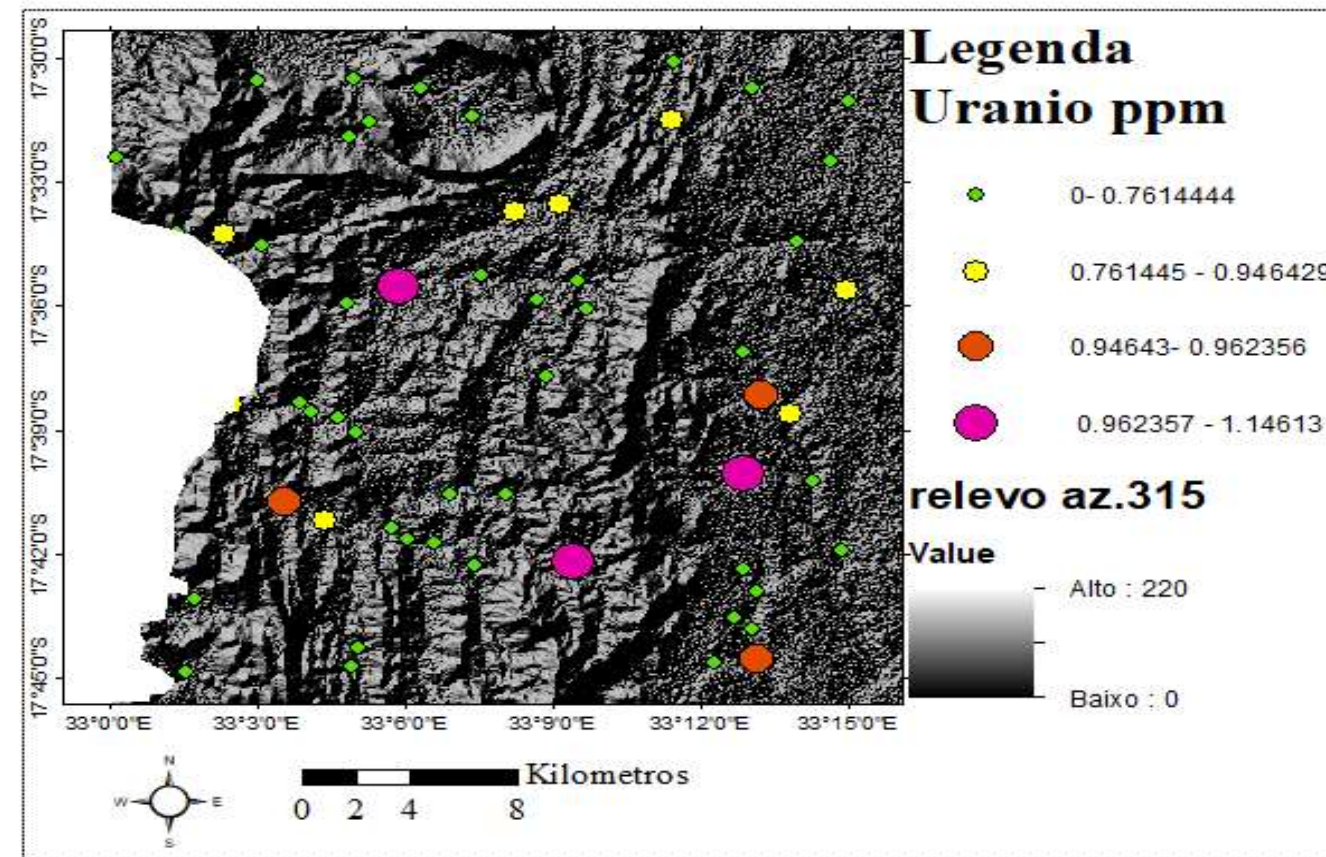 Legenda
Uranio ppm
0- 0.7614444
0.761445 - 0.946429
0.94643- 0.962356
0.962357 - 1.14613
relevo az.315
Value
Alto : 220
Baixo : 0
17°30'0"S
17°33'0"S
17°36'0"S
17°39'0"S
17°42'0"S
17°45'0"S
33°0'0"E
33°3'0"E
33°6'0"E
33°9'0"E
33°12'0"E
33°15'0"E
N
W
E
S
Kilometros
0 2 4 8